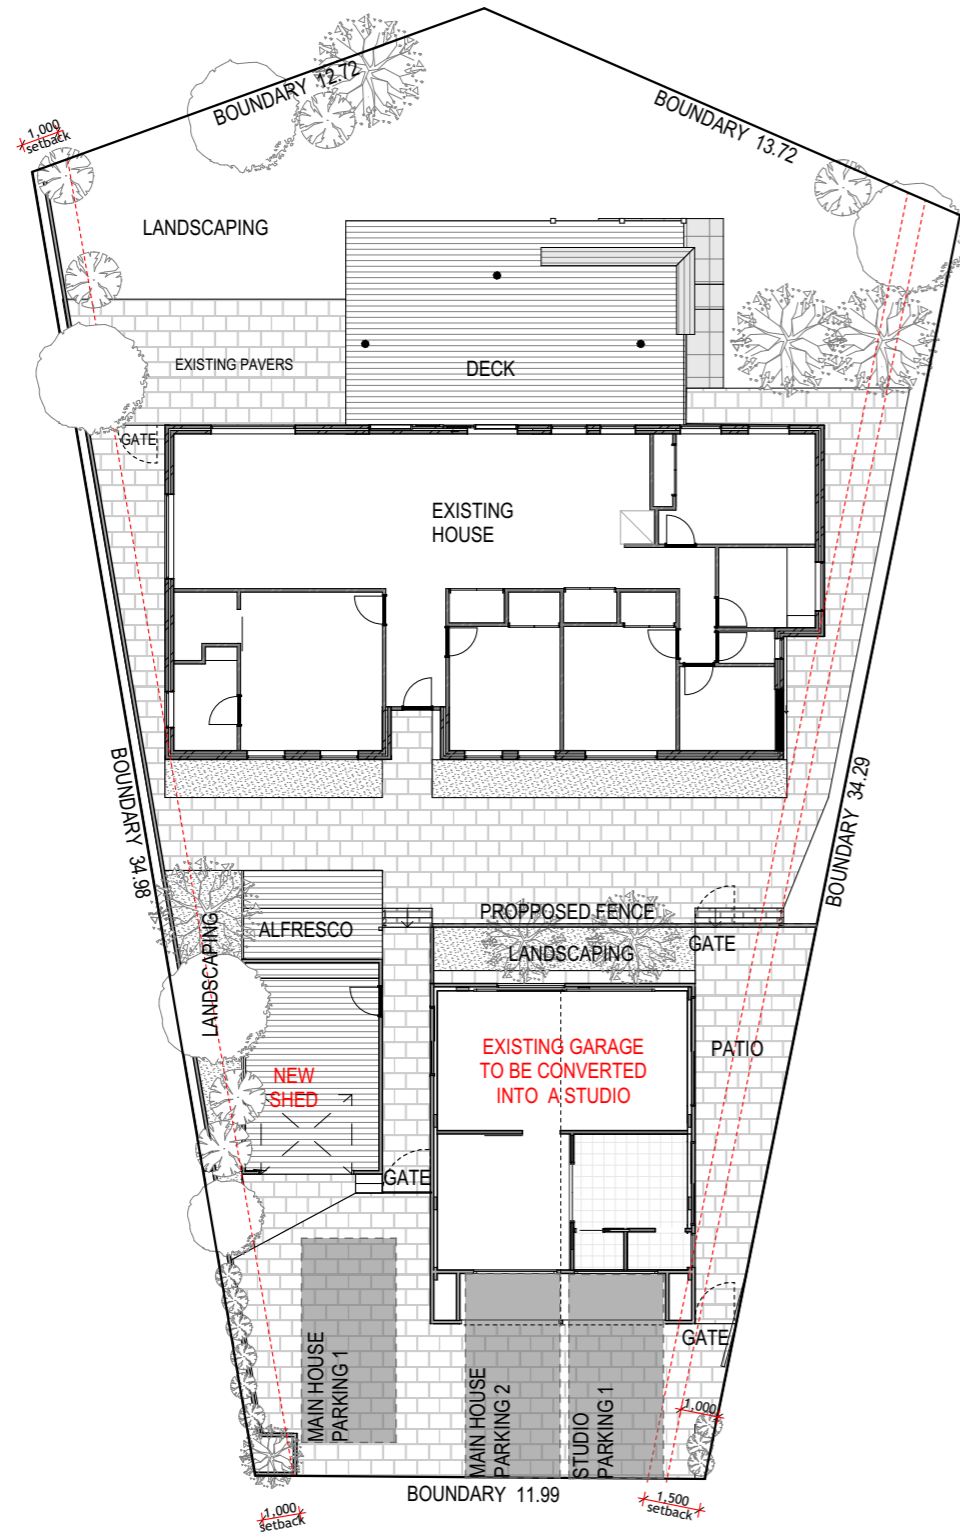 BOUNDARY 12.72
BOUNDARY 13.72
1,000
setback
LANDSCAPING
EXISTING PAVERS
DECK
GATE
EXISTING
HOUSE
BOUNDARY 34.98
BOUNDARY 34.29
LANDSCAPING
ALFRESCO
PROPPOSED FENCE
LANDSCAPING
GATE
NEW
SHED
EXISTING GARAGE
TO BE CONVERTED
INTO A STUDIO
PATIO
GATE
MAIN HOUSE
PARKING 1
MAIN HOUSE
PARKING 2
STUDIO
PARKING 1
GATE
1,000
BOUNDARY 11.99
1,000
setback
1,500
setback